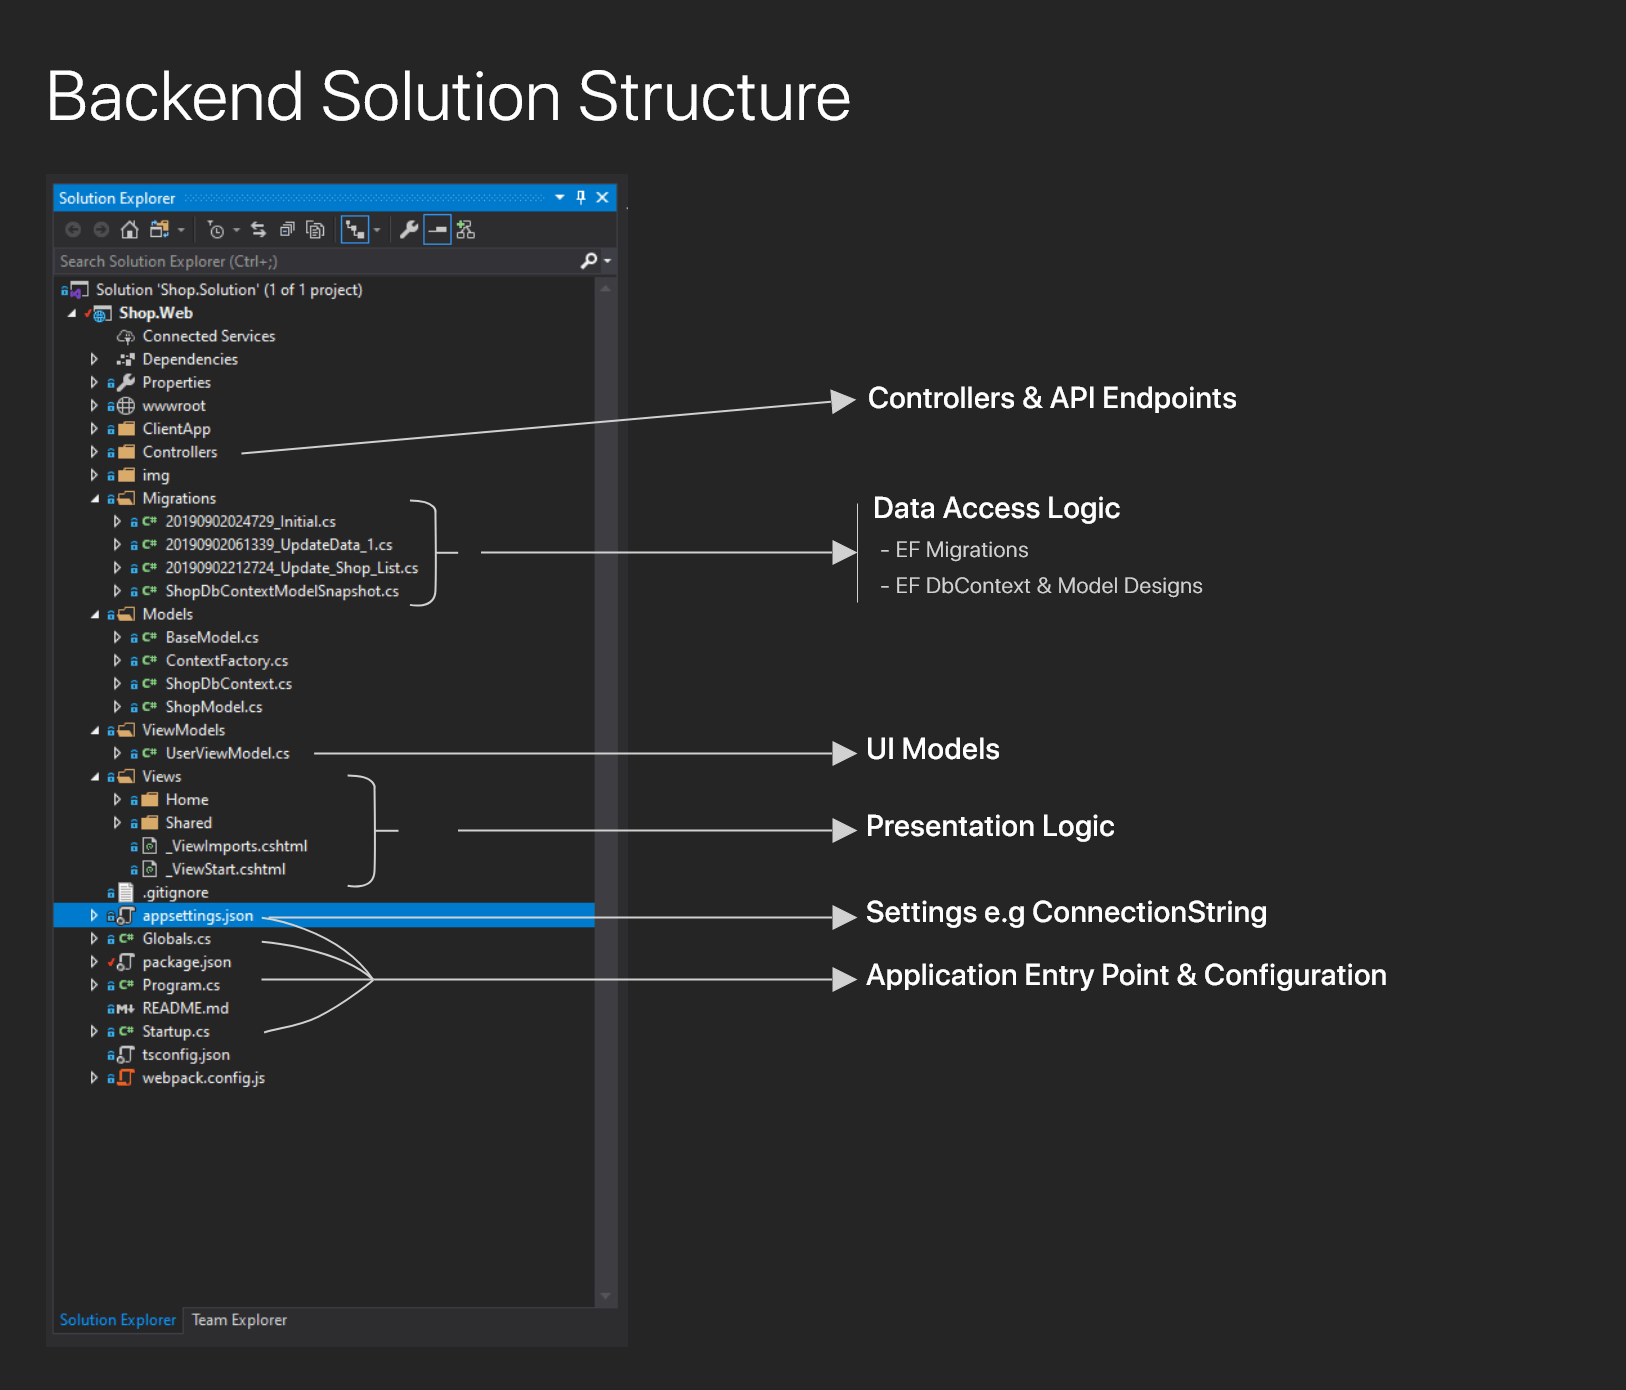 Backend Solution Structure
Solution Explorer
Search Solution Explorer (Ctrl+;)
Solution 'Shop.Solution' (1 of 1 project)
Shop.Web
Connected Services
Dependencies
Properties
wwwroot
ClientApp
Controllers
img
Migrations
C# 20190902024729_Initial.cs
C# 20190902061339_UpdateData_1.cs
C# 20190902212724_Update_Shop_List.cs
C# ShopDbContextModelSnapshot.cs
Models
C# BaseModel.cs
C# ContextFactory.cs
C# ShopDbContext.cs
C# ShopModel.cs
ViewModels
C# UserViewModel.cs
Views
Home
Shared
_ViewImports.cshtml
_ViewStart.cshtml
.gitignore
appsettings.json
C# Globals.cs
package.json
C# Program.cs
M README.md
C# Startup.cs
tsconfig.json
webpack.config.js
Solution Explorer
Team Explorer
Controllers & API Endpoints
Data Access Logic
- EF Migrations
- EF DbContext & Model Designs
UI Models
Presentation Logic
Settings e.g ConnectionString
Application Entry Point & Configuration